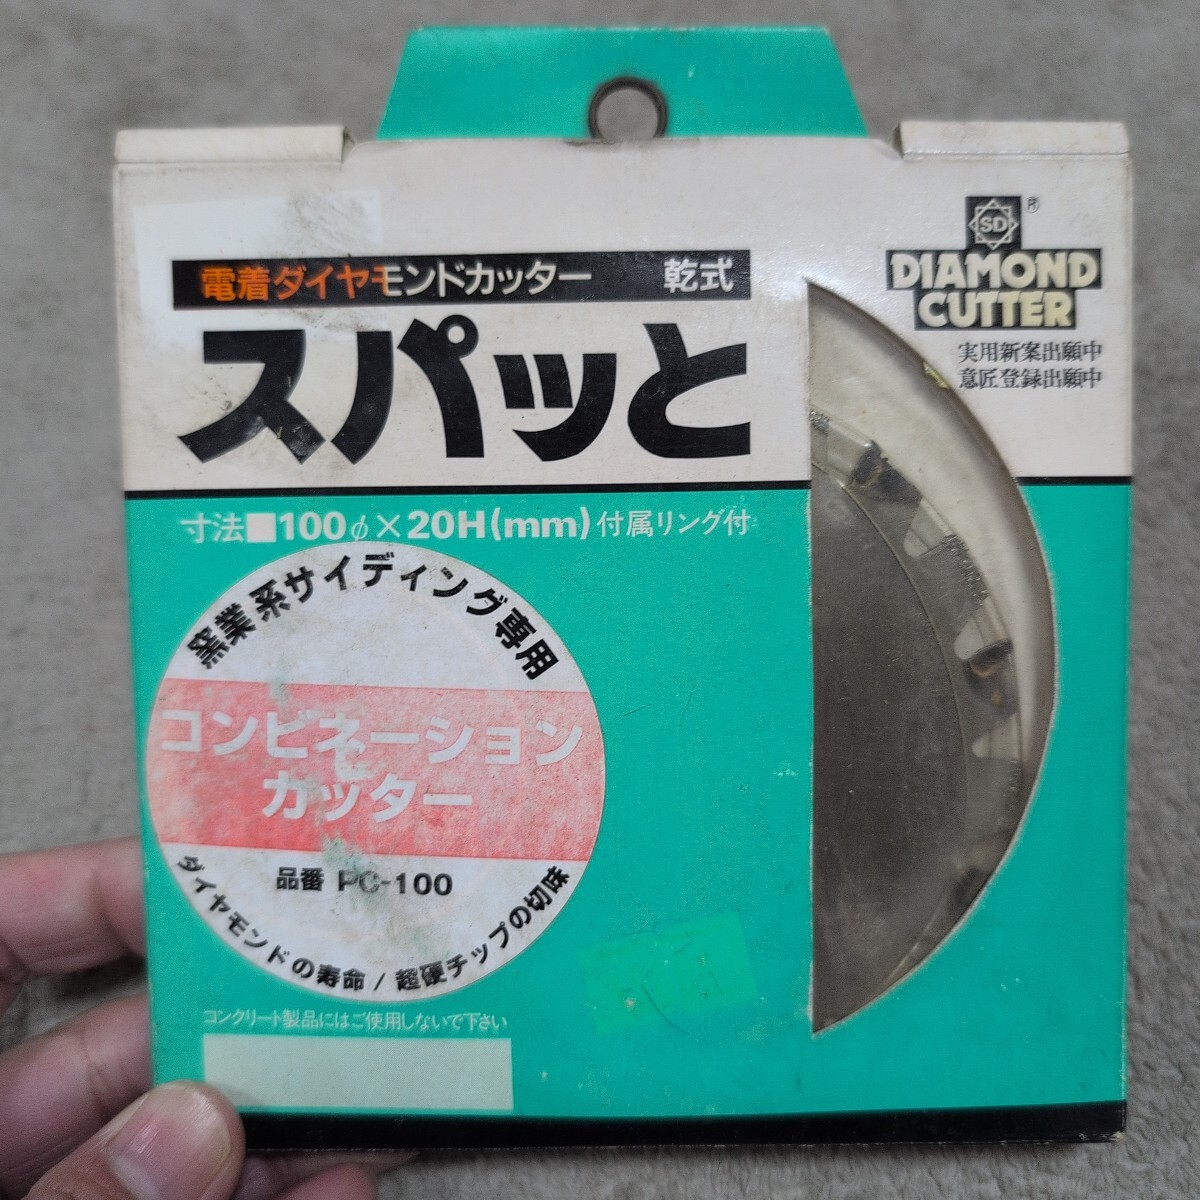 SD ®
DIAMOND
CUTTER
実用新案出願中
意匠登録出願中
電着ダイヤモンドカッター 乾式
スパッと
寸法■100φ×20H(mm)付属リング付
窯業系サイディング専用
コンビネーション
カッター
品番 PC-100
ダイヤモンドの寿命/超硬チップの切味
コンクリート製品にはご使用しないで下さい